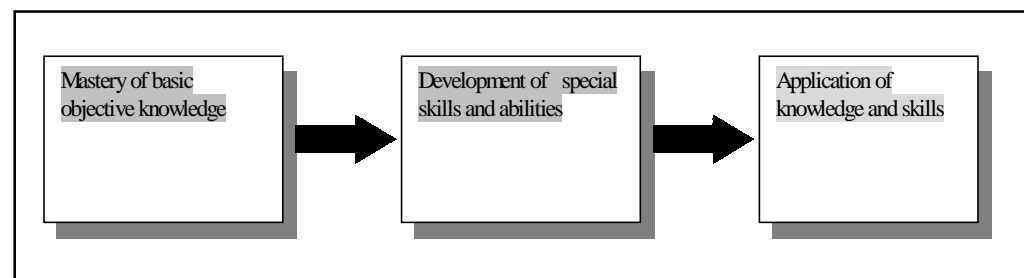 Mastery of basic
objective knowledge
Development of special
skills and abilities
Application of
knowledge and skills